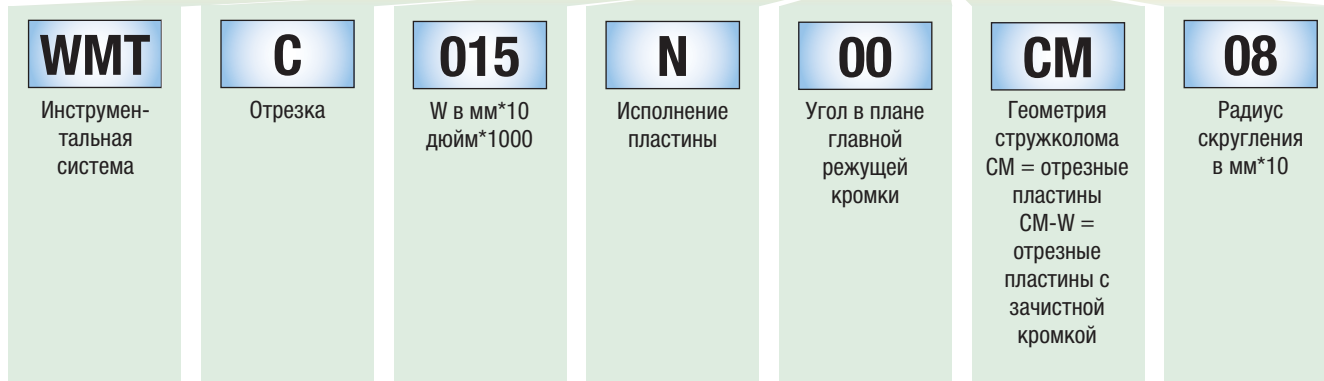 WMT
Инструмен-
тальная
система
C
Отрезка
015
W в мм*10
дюйм*1000
N
Исполнение
пластины
00
Угол в плане
главной
режущей
кромки
CM
Геометрия
стружколома
CM = отрезные
пластины
CM-W =
отрезные
пластины с
зачистной
кромкой
08
Радиус
скругления
в мм*10